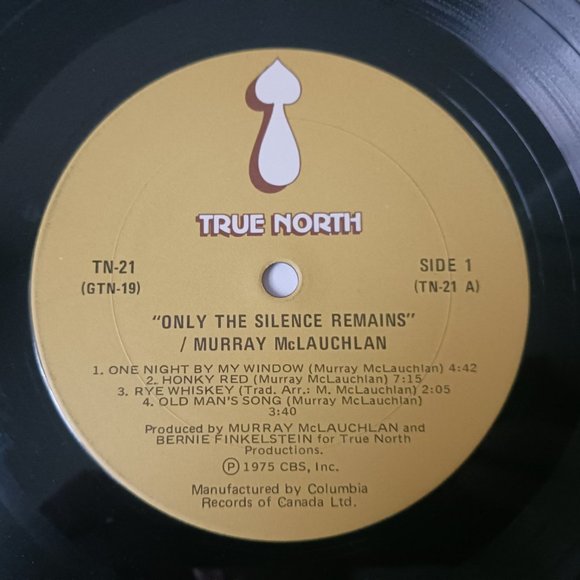 TRUE NORTH
TN-21
(GTN-19)
SIDE 1
(TN-21 A)
"ONLY THE SILENCE REMAINS"
/ MURRAY McLAUCHLAN
1. ONE NIGHT BY MY WINDOW (Murray McLauchlan) 4:42
2. HONKY RED (Murray McLauchlan) 7:15
3. RYE WHISKEY (Trad. Arr.: M. McLauchlan) 2:05
4. OLD MAN'S SONG (Murray McLauchlan)
3:40
Produced by MURRAY McLAUCHLAN and
BERNIE FINKELSTEIN for True North
Productions.
Ⓟ 1975 CBS, Inc.
Manufactured by Columbia
Records of Canada Ltd.